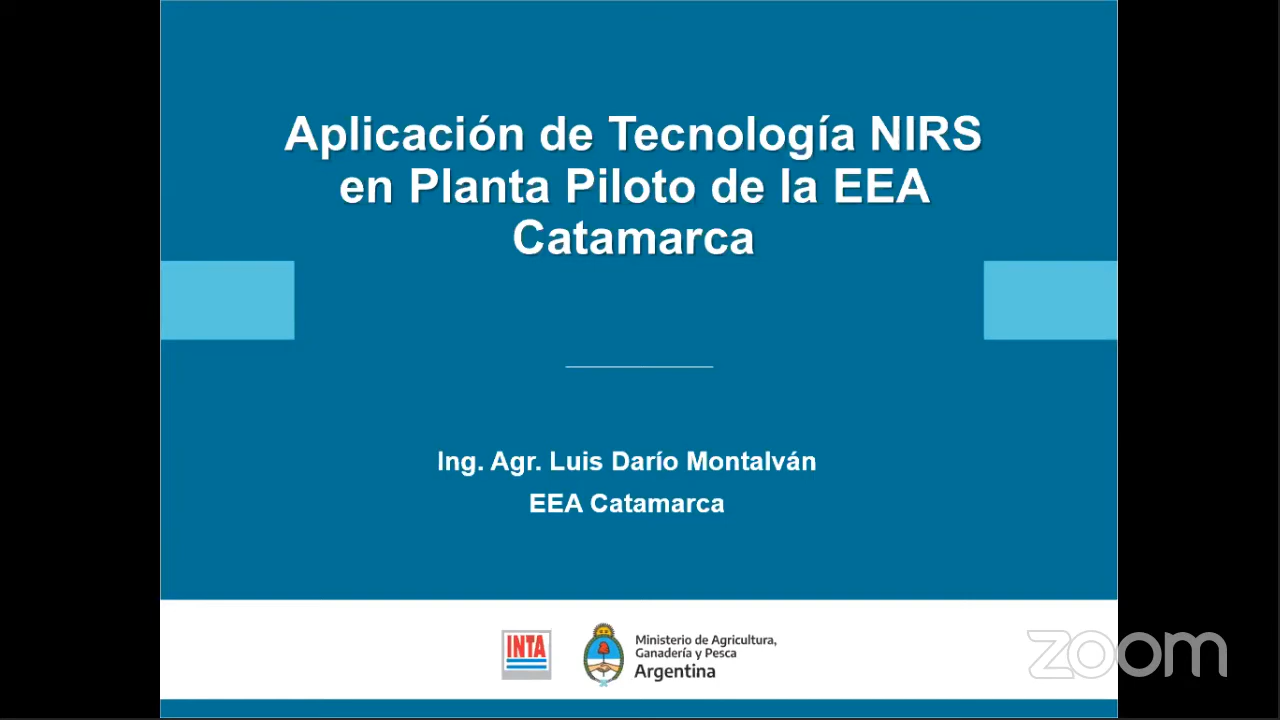 Aplicación de Tecnología NIRS
en Planta Piloto de la EEA
Catamarca
Ing. Agr. Luis Darío Montalván
EEA Catamarca
INTA
Ministerio de Agricultura,
Ganadería y Pesca
Argentina
zoom